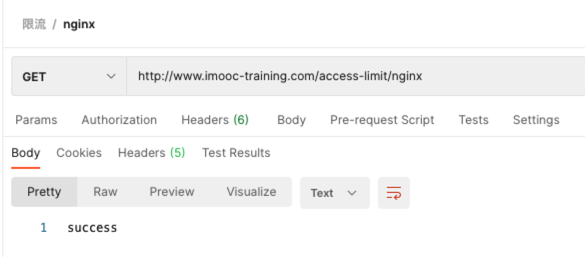 限流 / nginx
GET http://www.imooc-training.com/access-limit/nginx
Params Authorization Headers (6) Body Pre-request Script Tests Settings
Body Cookies Headers (5) Test Results
Pretty Raw Preview Visualize Text
1 success